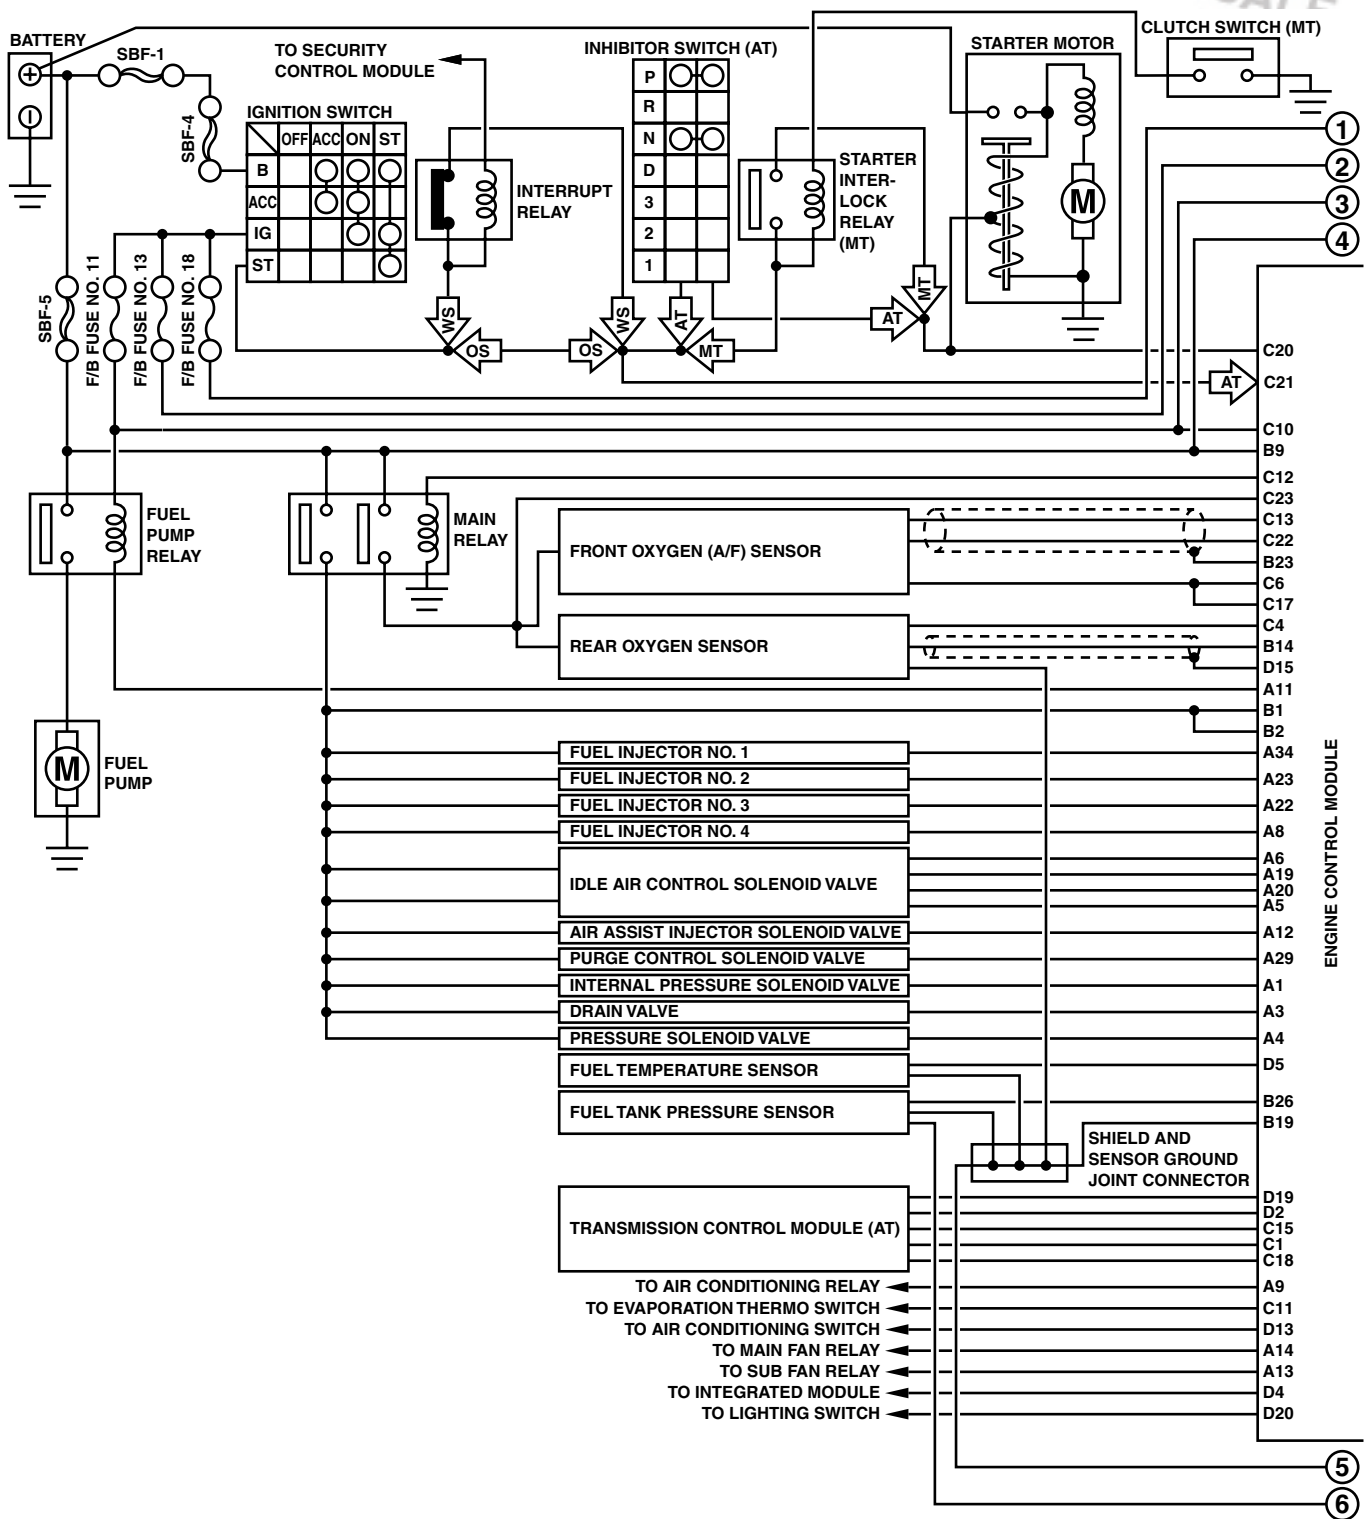 SALE
BATTERY
SBF-1
TO SECURITY
CONTROL MODULE
INHIBITOR SWITCH (AT)
STARTER MOTOR
CLUTCH SWITCH (MT)
SBF-4
IGNITION SWITCH
OFF ACC ON ST
B
ACC
IG
ST
INTERRUPT
RELAY
P
R
N
D
3
2
1
STARTER
INTER-
LOCK
RELAY
(MT)
M
1
2
3
4
SBF-5
F/B FUSE NO. 11
F/B FUSE NO. 13
F/B FUSE NO. 18
WS
OS
OS
WS
AT
MT
AT
MT
AT
C20
C21
C10
B9
C12
C23
C13
C22
B23
C6
C17
C4
B14
D15
A11
B1
B2
A34
A23
A22
A8
A6
A19
A20
A5
A12
A29
A1
A3
A4
D5
B26
B19
D19
D2
C15
C1
C18
A9
C11
D13
A14
A13
D4
D20
ENGINE CONTROL MODULE
FUEL
PUMP
RELAY
MAIN
RELAY
FRONT OXYGEN (A/F) SENSOR
REAR OXYGEN SENSOR
M
FUEL
PUMP
FUEL INJECTOR NO. 1
FUEL INJECTOR NO. 2
FUEL INJECTOR NO. 3
FUEL INJECTOR NO. 4
IDLE AIR CONTROL SOLENOID VALVE
AIR ASSIST INJECTOR SOLENOID VALVE
PURGE CONTROL SOLENOID VALVE
INTERNAL PRESSURE SOLENOID VALVE
DRAIN VALVE
PRESSURE SOLENOID VALVE
FUEL TEMPERATURE SENSOR
FUEL TANK PRESSURE SENSOR
SHIELD AND
SENSOR GROUND
JOINT CONNECTOR
TRANSMISSION CONTROL MODULE (AT)
TO AIR CONDITIONING RELAY
TO EVAPORATION THERMO SWITCH
TO AIR CONDITIONING SWITCH
TO MAIN FAN RELAY
TO SUB FAN RELAY
TO INTEGRATED MODULE
TO LIGHTING SWITCH
5
6